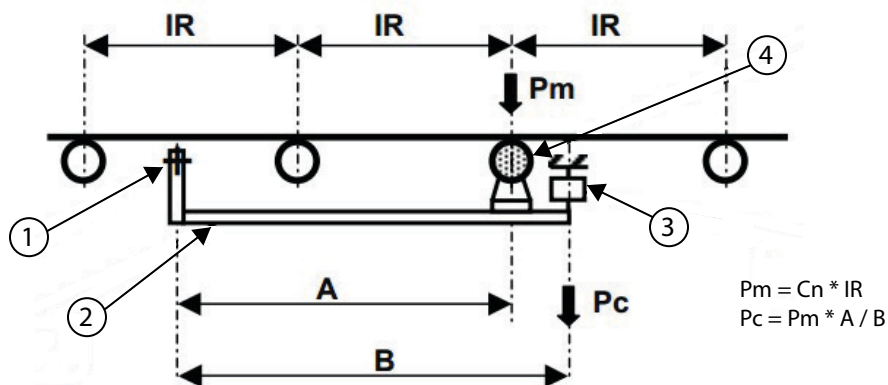 IR IR IR
4
Pm
1
3
2
A
Pc
B
Pm = Cn * IR
Pc = Pm * A / B